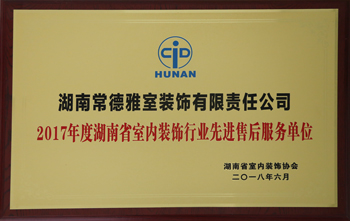 CID
HUNAN
湖南常德雅室装饰有限责任公司
2017年度湖南省室内装饰行业先进售后服务单位
湖南省室内装饰协会
二〇一八年六月